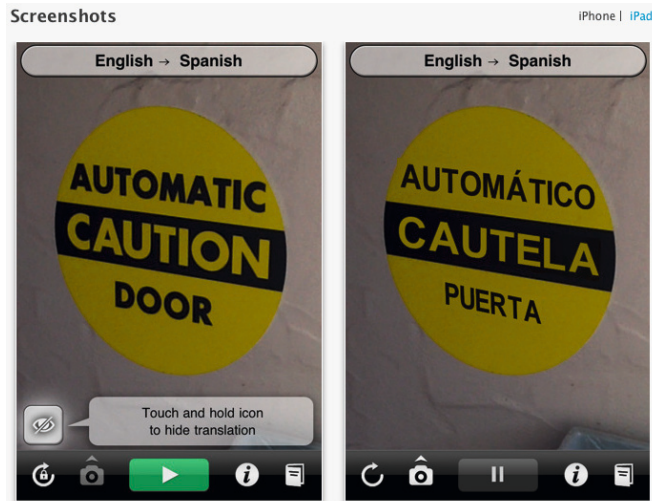 Screenshots
iPhone | iPad
English → Spanish
AUTOMATIC
CAUTION
DOOR
Touch and hold icon
to hide translation
English → Spanish
AUTOMÁTICO
CAUTELA
PUERTA